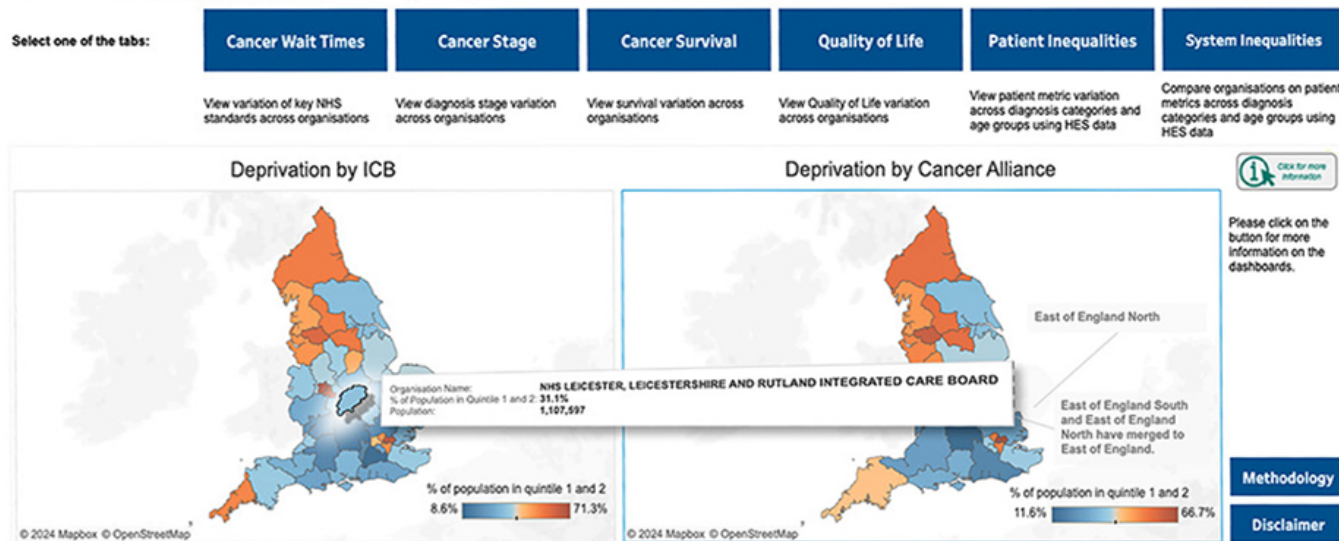 Select one of the tabs:
Cancer Wait Times
Cancer Stage
Cancer Survival
Quality of Life
Patient Inequalities
System Inequalities
View variation of key NHS
standards across organisations
View diagnosis stage variation
across organisations
View survival variation across
organisations
View Quality of Life variation
across organisations
View patient metric variation
across diagnosis categories and
age groups using HES data
Compare organisations on patient
metrics across diagnosis
categories and age groups using
HES data
Deprivation by ICB
Deprivation by Cancer Alliance
Click for more
information
Please click on the
button for more
information on the
dashboards.
East of England North
Organisation Name: NHS LEICESTER, LEICESTERSHIRE AND RUTLAND INTEGRATED CARE BOARD
% of Population in Quintile 1 and 2: 31.1%
Population: 1,107,597
East of England South
and East of England
North have merged to
East of England.
% of population in quintile 1 and 2
8.6% 71.3%
% of population in quintile 1 and 2
11.6% 66.7%
© 2024 Mapbox © OpenStreetMap
© 2024 Mapbox © OpenStreetMap
Methodology
Disclaimer